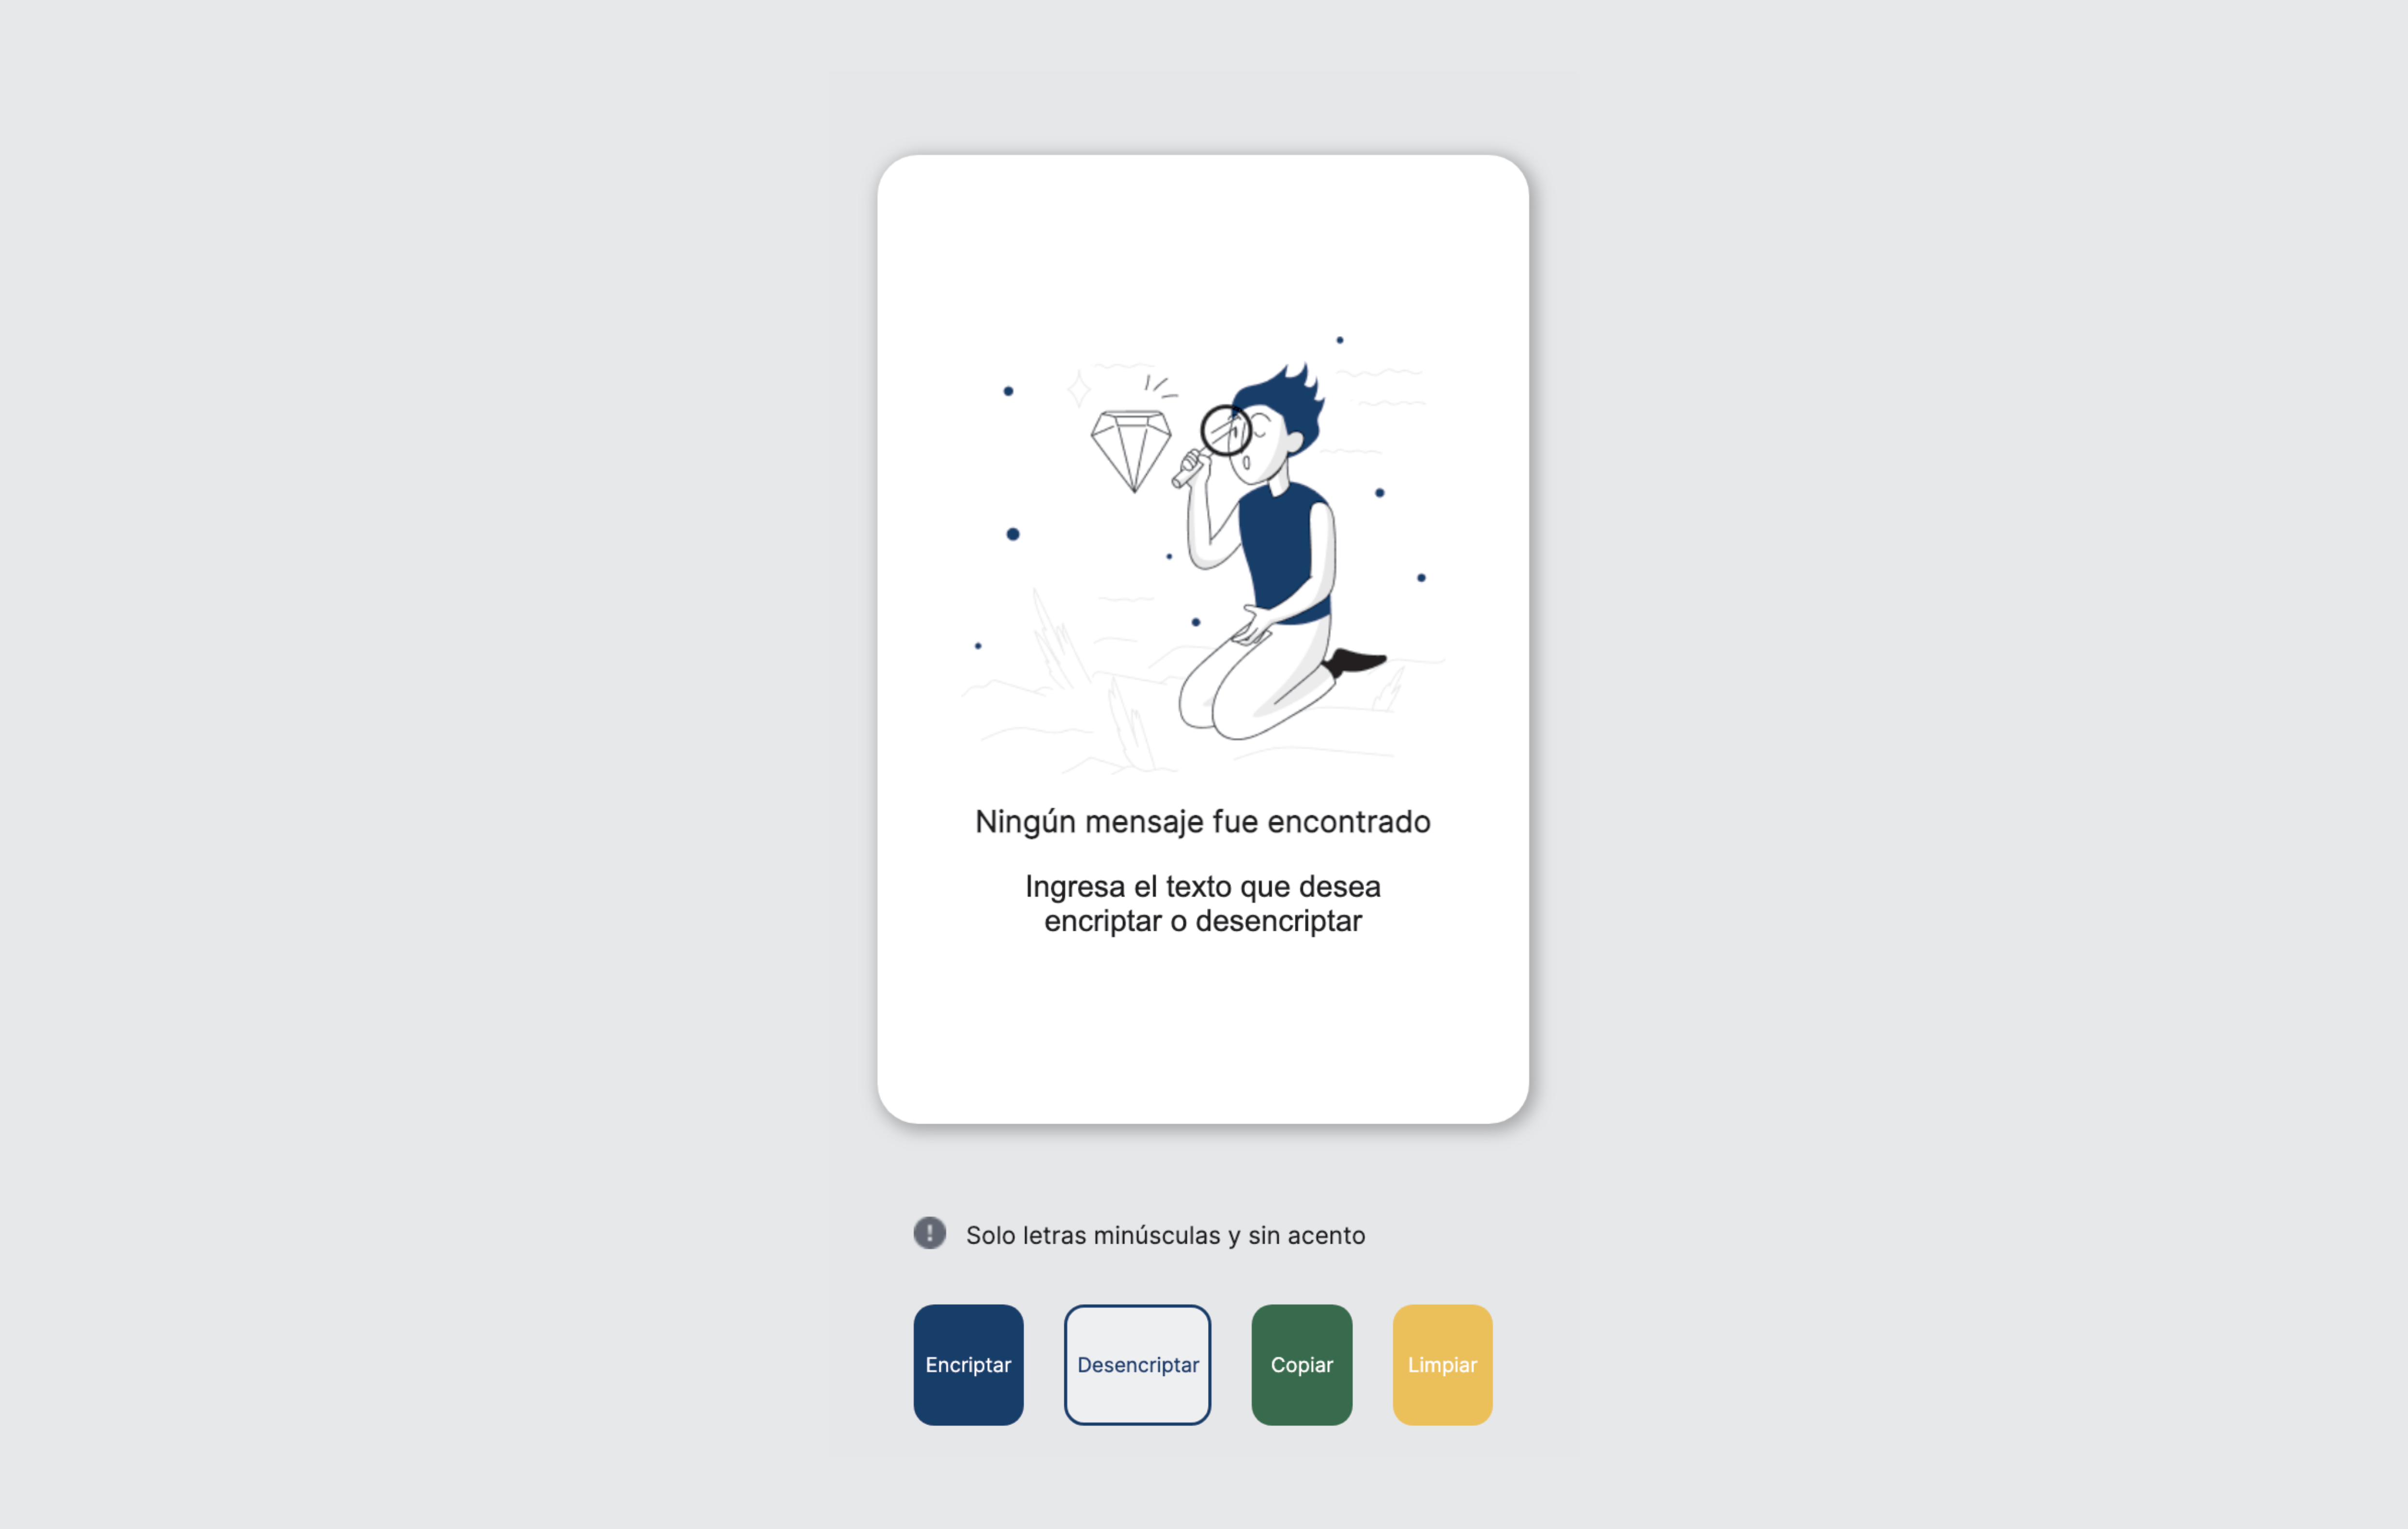 Ningún mensaje fue encontrado
Ingresa el texto que desea
encriptar o desencriptar
Solo letras minúsculas y sin acento
Encriptar
Desencriptar
Copiar
Limpiar